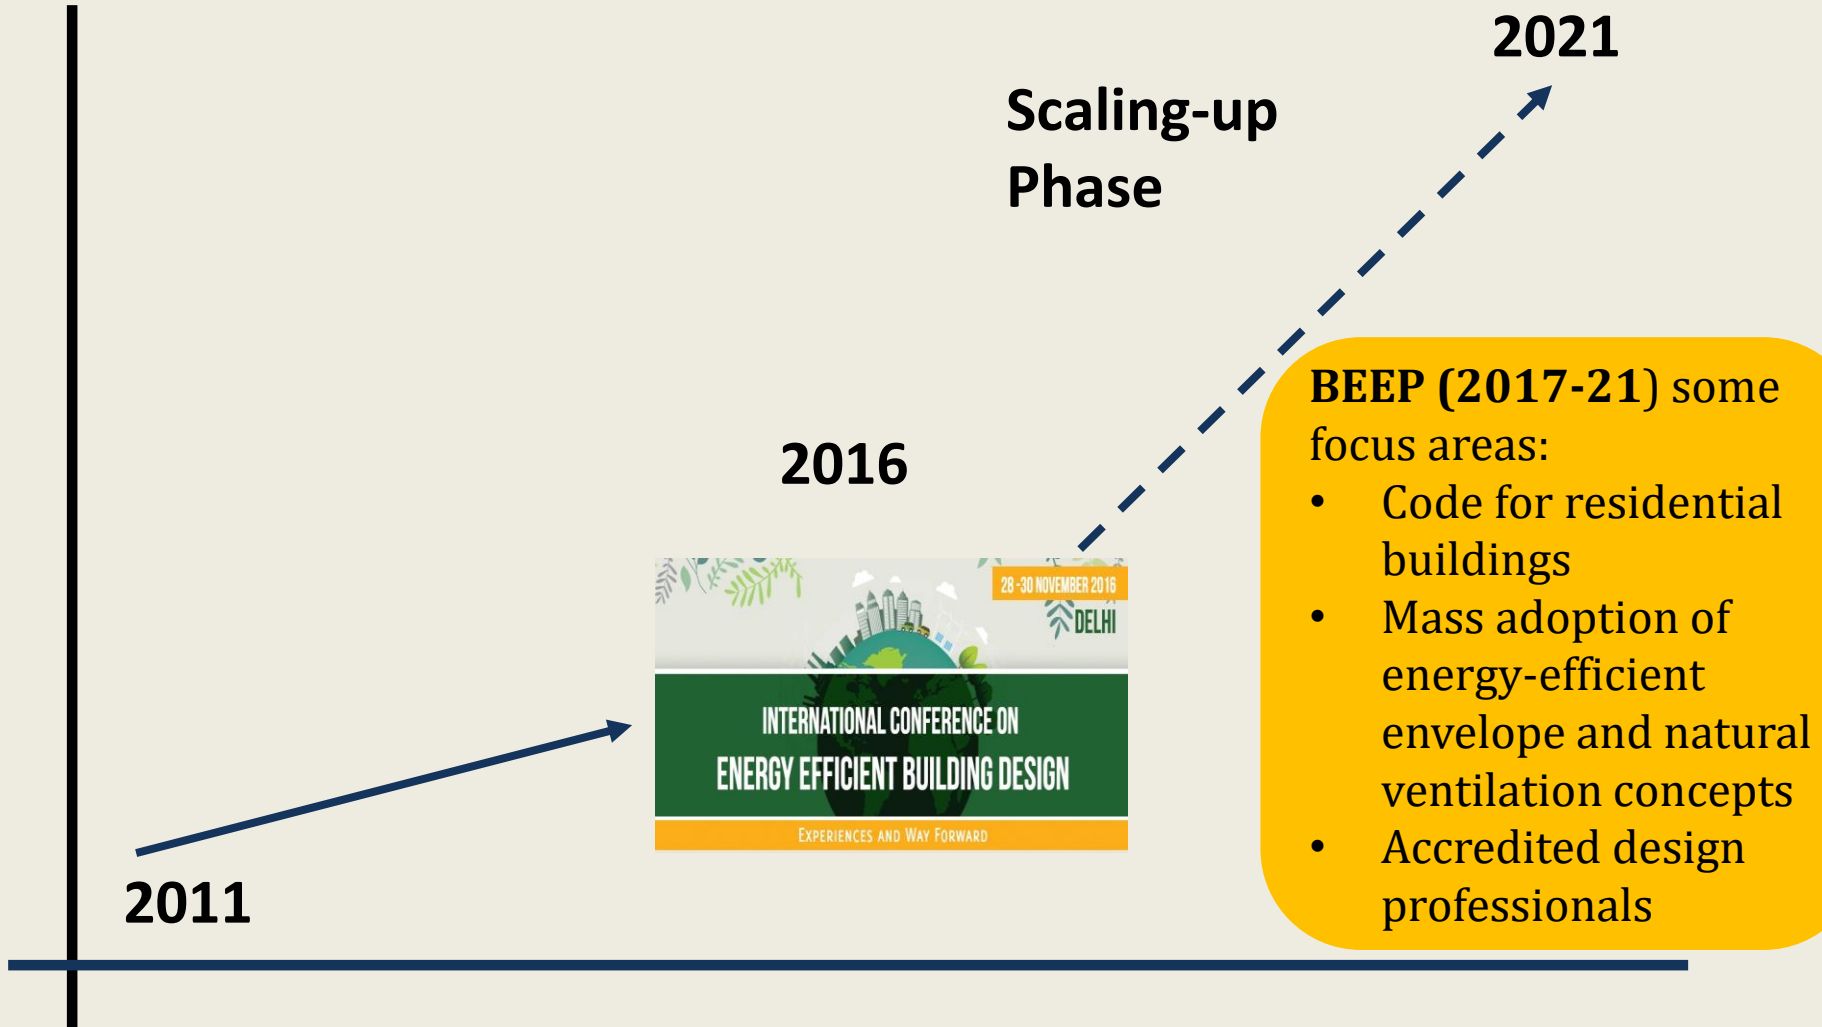 2021
Scaling-up
Phase
2016
28-30 NOVEMBER 2016
DELHI
INTERNATIONAL CONFERENCE ON
ENERGY EFFICIENT BUILDING DESIGN
EXPERIENCES AND WAY FORWARD
2011
BEEP (2017-21) some
focus areas:
• Code for residential
buildings
• Mass adoption of
energy-efficient
envelope and natural
ventilation concepts
• Accredited design
professionals